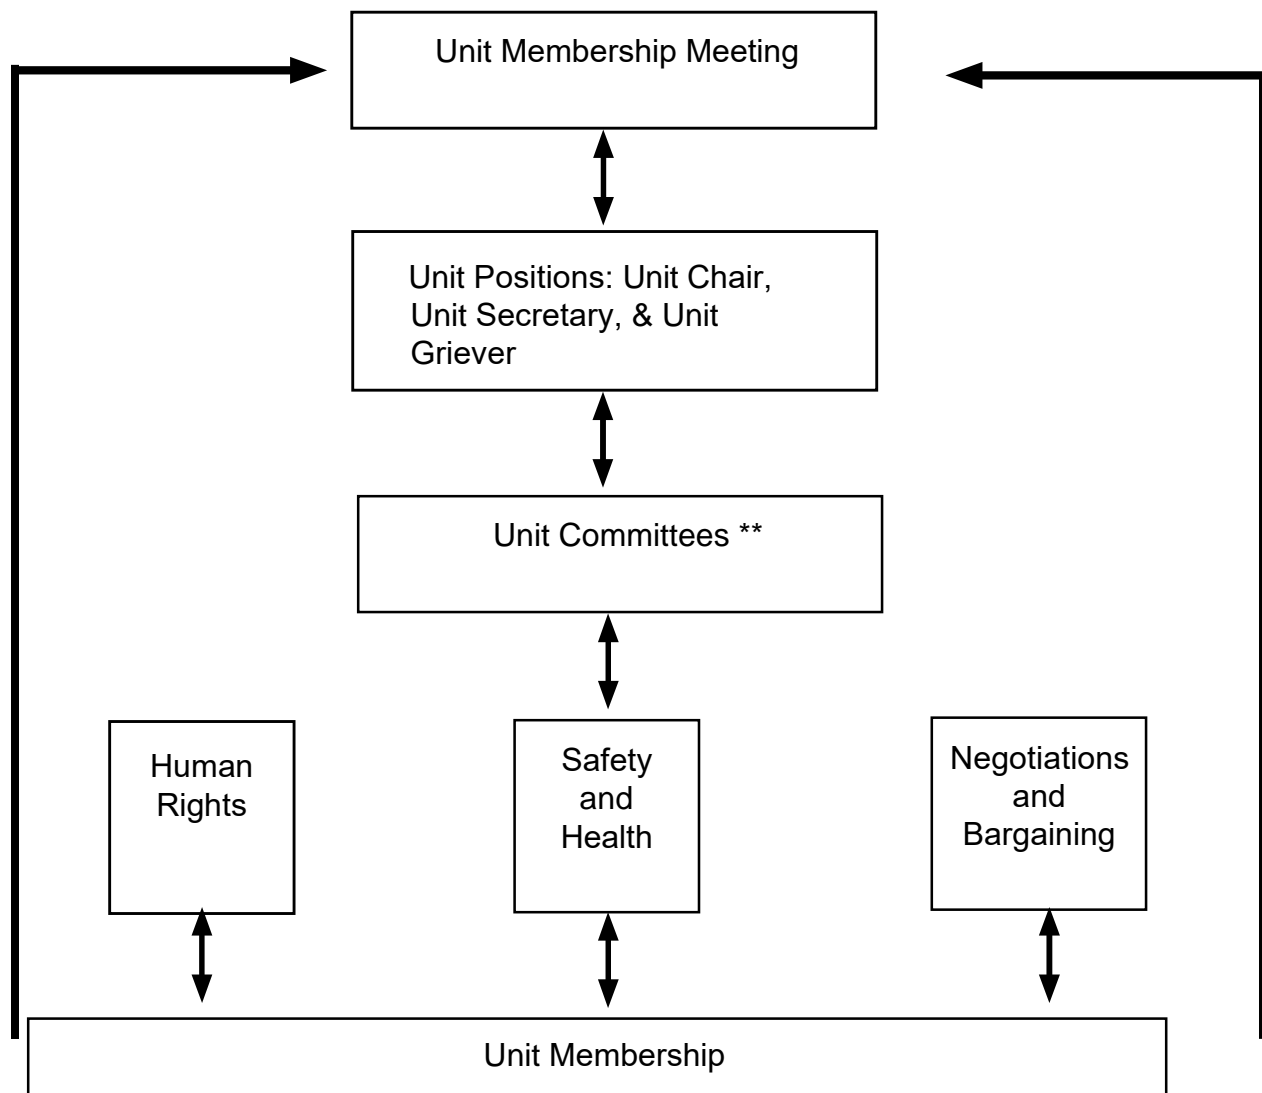 Unit Membership Meeting
Unit Positions: Unit Chair,
Unit Secretary, & Unit
Griever
Unit Committees **
Human
Rights
Safety
and
Health
Negotiations
and
Bargaining
Unit Membership